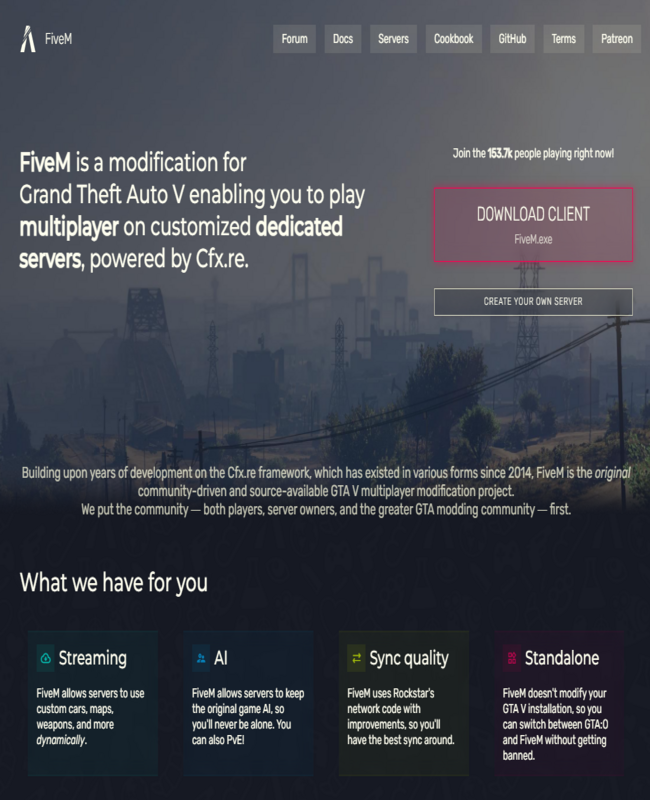 FiveM
Forum
Docs
Servers
Cookbook
GitHub
Terms
Patreon
FiveM is a modification for
Grand Theft Auto V enabling you to play
multiplayer on customized dedicated
servers, powered by Cfx.re.
Join the 153.7k people playing right now!
DOWNLOAD CLIENT
FiveM.exe
CREATE YOUR OWN SERVER
Building upon years of development on the Cfx.re framework, which has existed in various forms since 2014, FiveM is the original
community-driven and source-available GTA V multiplayer modification project.
We put the community — both players, server owners, and the greater GTA modding community — first.
What we have for you
Streaming
FiveM allows servers to use
custom cars, maps,
weapons, and more
dynamically.
AI
FiveM allows servers to keep
the original game AI, so
you'll never be alone. You
can also PvE!
Sync quality
FiveM uses Rockstar's
network code with
improvements, so you'll
have the best sync around.
Standalone
FiveM doesn't modify your
GTA V installation, so you
can switch between GTA:O
and FiveM without getting
banned.